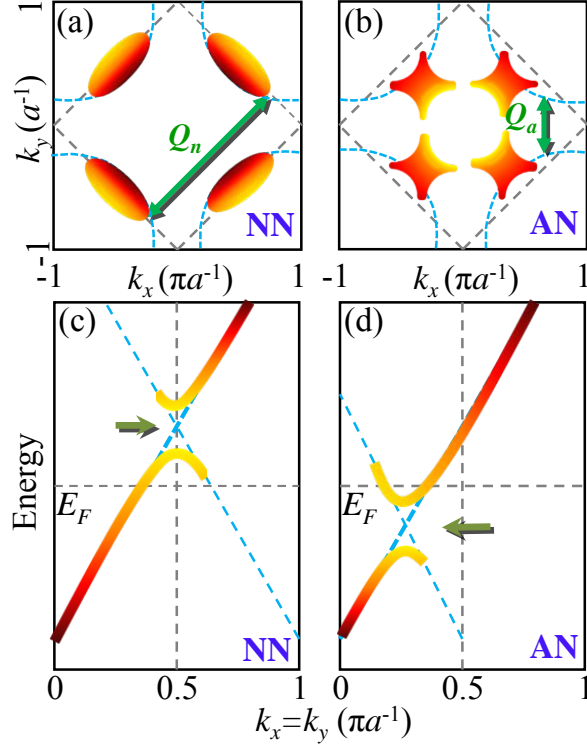 (a) (b)
1
k_y (a⁻¹)
Q_n Q_a
-1 NN AN
-1 1 -1 1
k_x (πa⁻¹) k_x (πa⁻¹)
(c) (d)
Energy
E_F E_F
NN AN
0 0.5 1 0 0.5 1
k_x=k_y (πa⁻¹)